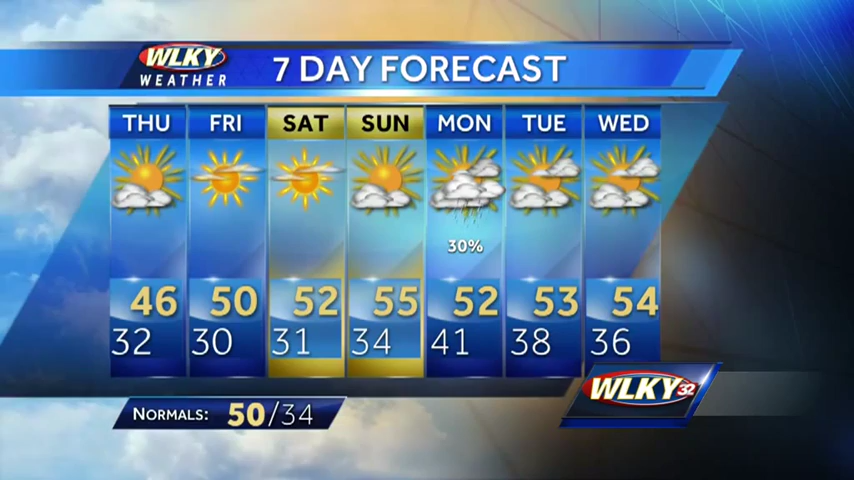 WLKY
WEATHER
7 DAY FORECAST
THU FRI SAT SUN MON TUE WED
30%
46 50 52 55 52 53 54
32 30 31 34 41 38 36
NORMALS: 50/34
WLKY 32